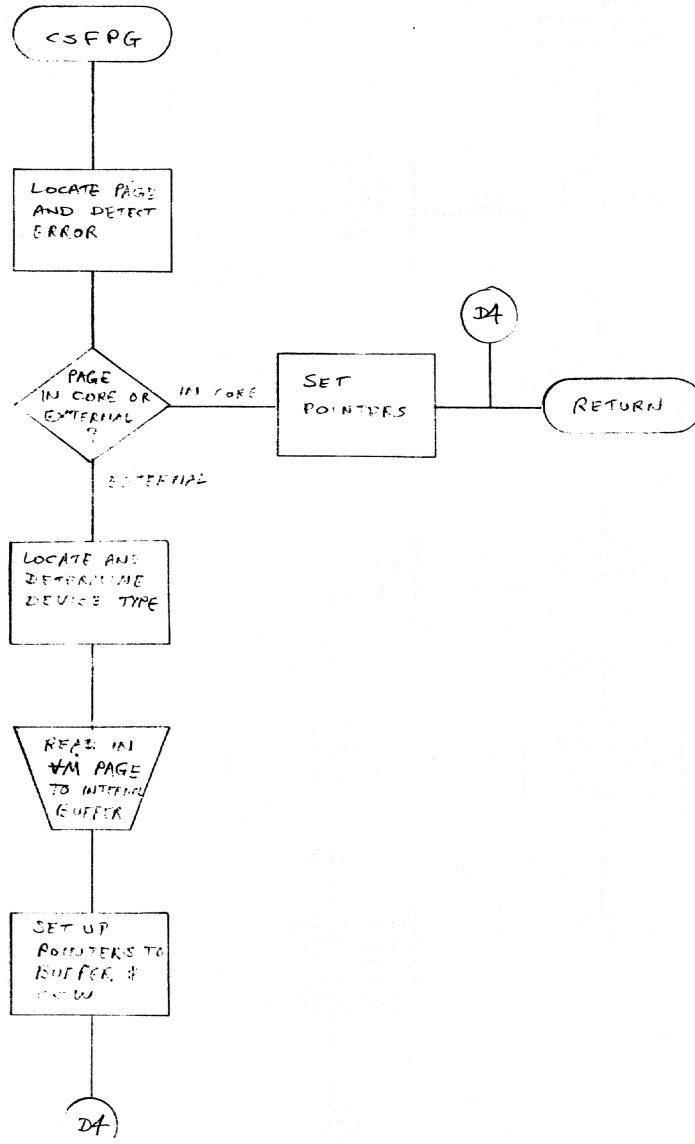 CSFPG
LOCATE PAGE
AND DETECT
ERROR
D4
PAGE
IN CORE OR
EXTERNAL
?
IN CORE
SET
POINTERS
RETURN
EXTERNAL
LOCATE AND
DETERMINE
DEVICE TYPE
READ IN
VM PAGE
TO INTERNAL
BUFFER
SET UP
POINTERS TO
BUFFER &
D4